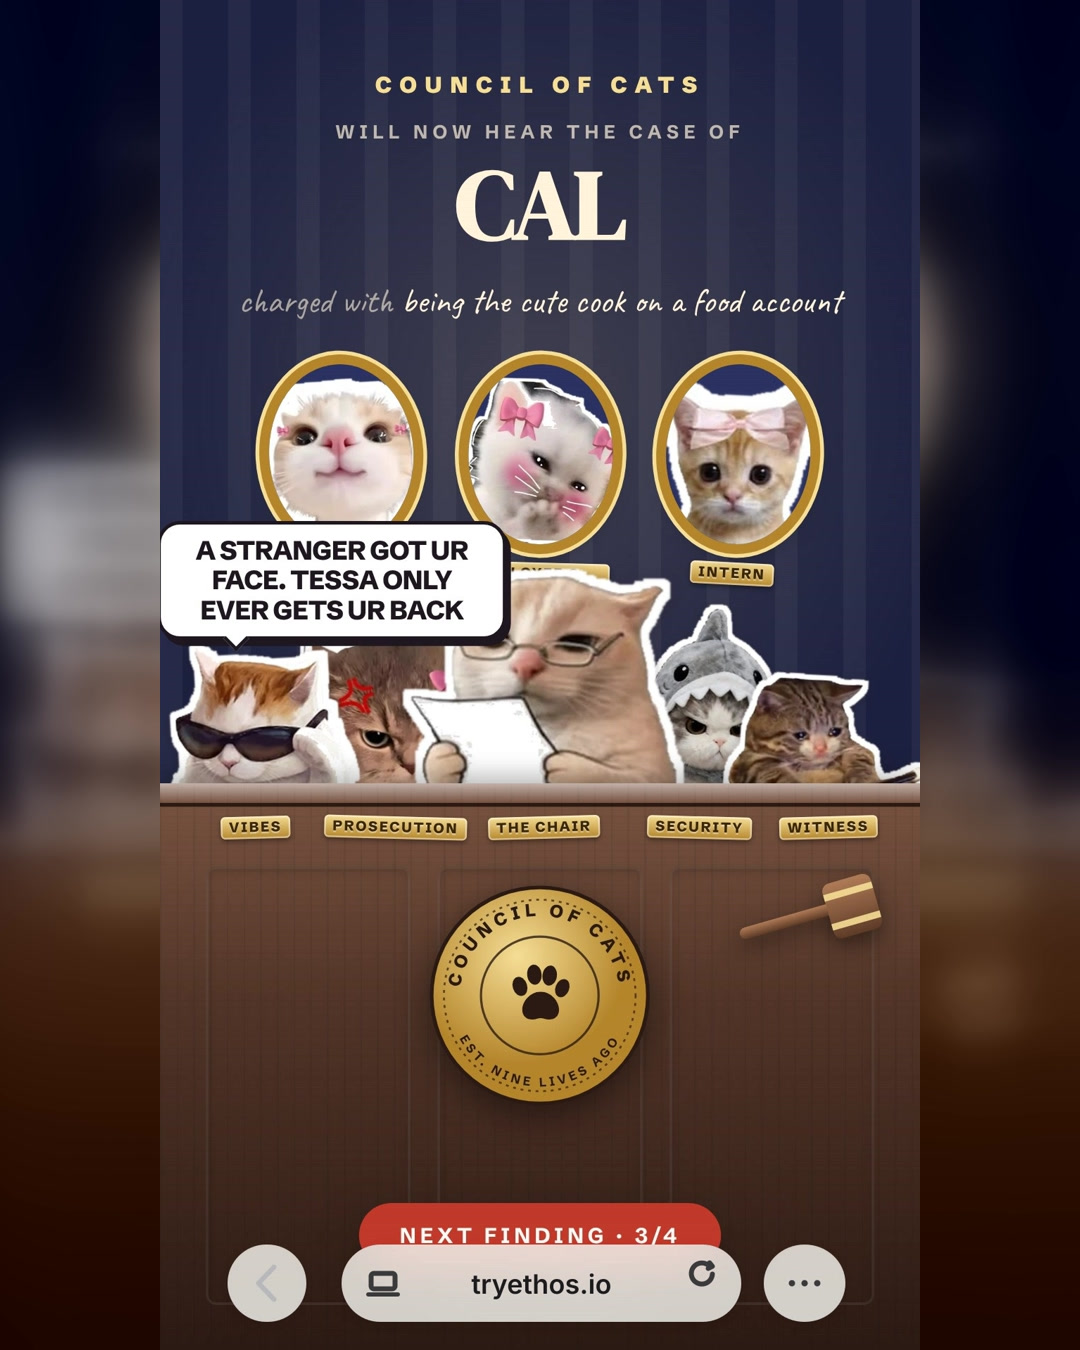 COUNCIL OF CATS
WILL NOW HEAR THE CASE OF
CAL
charged with being the cute cook on a food account
A STRANGER GOT UR
FACE. TESSA ONLY
EVER GETS UR BACK
INTERN
VIBES
PROSECUTION
THE CHAIR
SECURITY
WITNESS
COUNCIL OF CATS
EST. NINE LIVES AGO
NEXT FINDING · 3/4
tryethos.io